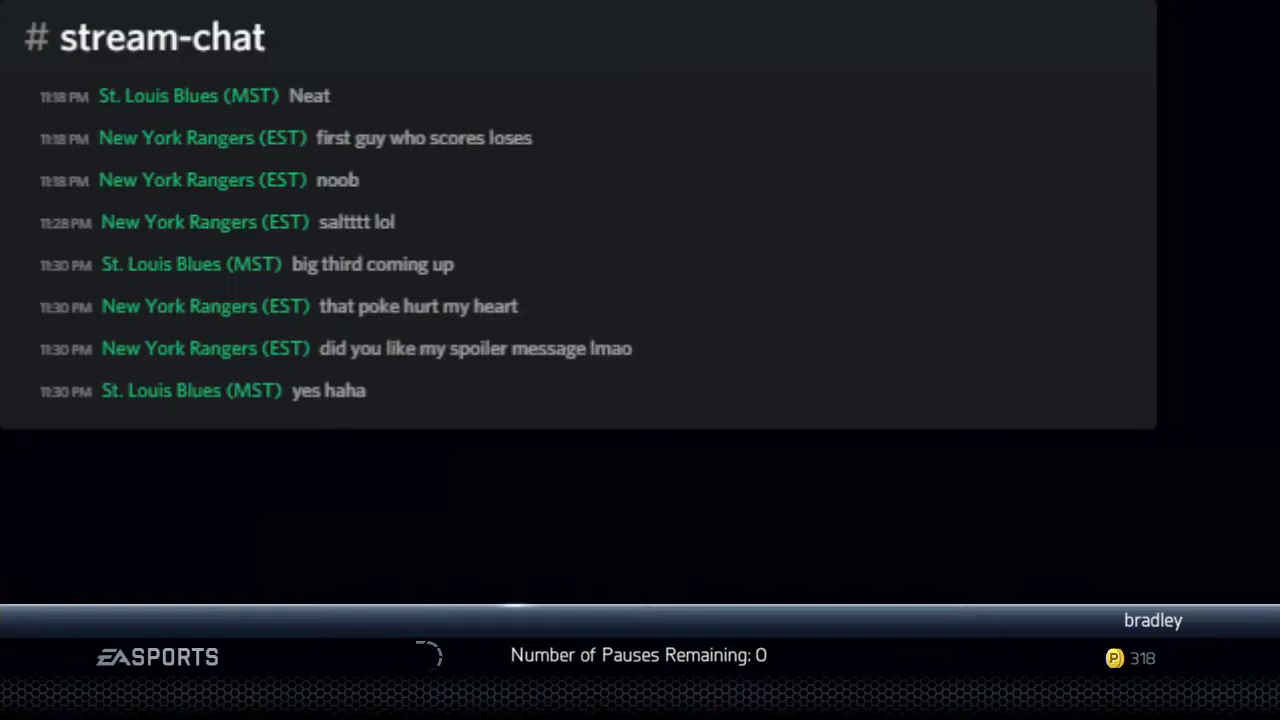 # stream-chat
11:18 PM St. Louis Blues (MST) Neat
11:18 PM New York Rangers (EST) first guy who scores loses
11:18 PM New York Rangers (EST) noob
11:28 PM New York Rangers (EST) saltttt lol
11:30 PM St. Louis Blues (MST) big third coming up
11:30 PM New York Rangers (EST) that poke hurt my heart
11:30 PM New York Rangers (EST) did you like my spoiler message lmao
11:30 PM St. Louis Blues (MST) yes haha
bradley
EA SPORTS Number of Pauses Remaining: 0 P 318